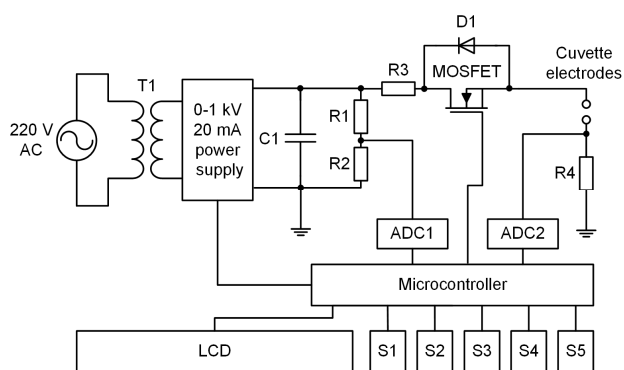 D1
Cuvette
electrodes
T1
R3
MOSFET
220 V
AC
0-1 kV
20 mA
power
supply
C1
R1
R2
R4
ADC1
ADC2
Microcontroller
LCD
S1
S2
S3
S4
S5